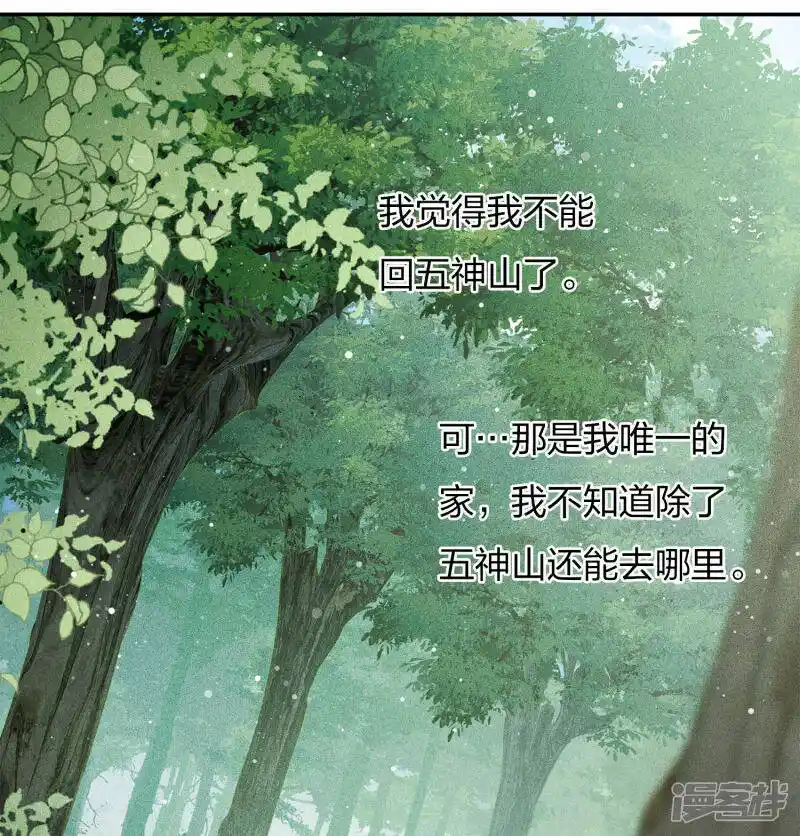 我觉得我不能
回五神山了。
可…那是我唯一的
家，我不知道除了
五神山还能去哪里。
漫客栈